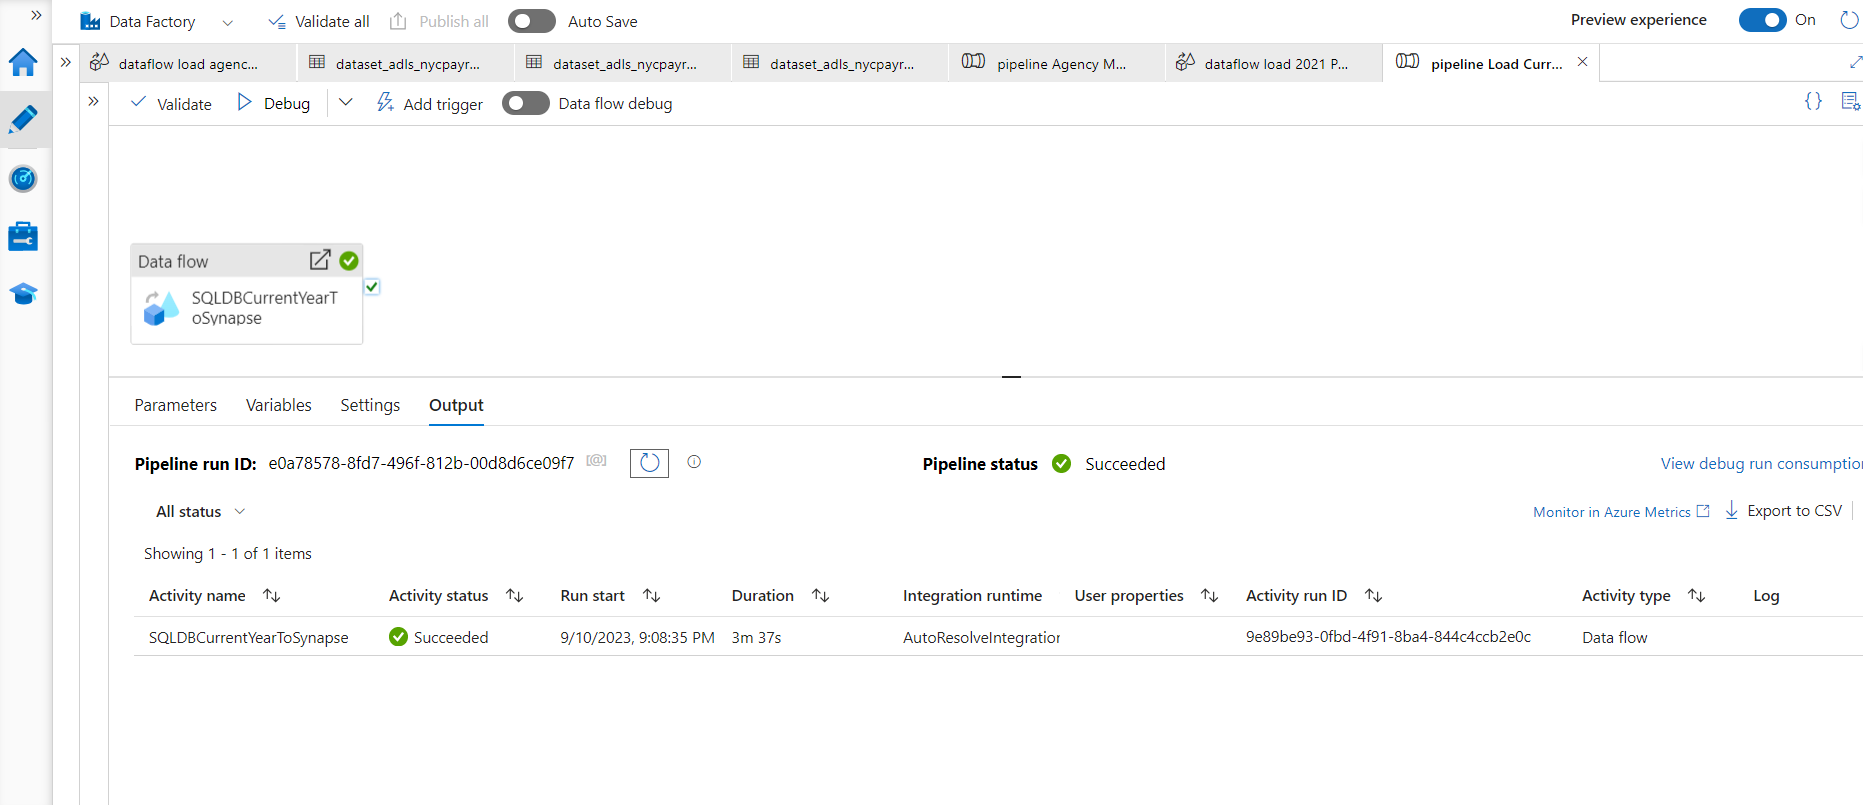 Data Factory Validate all Publish all Auto Save Preview experience On
dataflow load agenc... dataset_adls_nycpayr... dataset_adls_nycpayr... dataset_adls_nycpayr... pipeline Agency M... dataflow load 2021 P... pipeline Load Curr...
Validate Debug Add trigger Data flow debug {}
Data flow
SQLDBCurrentYearT
oSynapse
Parameters Variables Settings Output
Pipeline run ID: e0a78578-8fd7-496f-812b-00d8d6ce09f7 [@] Pipeline status Succeeded View debug run consumption
All status Monitor in Azure Metrics Export to CSV
Showing 1 - 1 of 1 items
Activity name Activity status Run start Duration Integration runtime User properties Activity run ID Activity type Log
SQLDBCurrentYearToSynapse Succeeded 9/10/2023, 9:08:35 PM 3m 37s AutoResolveIntegration 9e89be93-0fbd-4f91-8ba4-844c4ccb2e0c Data flow